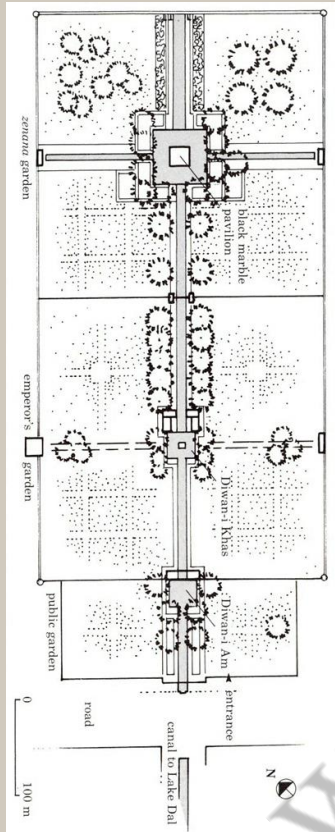 zenana garden
black marble
pavilion
emperor's
garden
Diwan-i Khas
Diwan-i Am
public garden
entrance
road
canal to Lake Dal
N
0
100 m